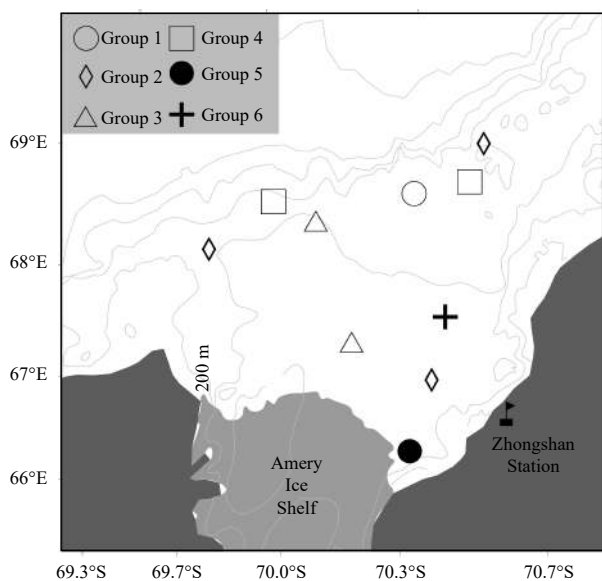 Group 1
Group 4
Group 2
Group 5
Group 3
Group 6
69°E
68°E
67°E
66°E
200 m
Amery
Ice
Shelf
Zhongshan
Station
69.3°S
69.7°S
70.0°S
70.3°S
70.7°S